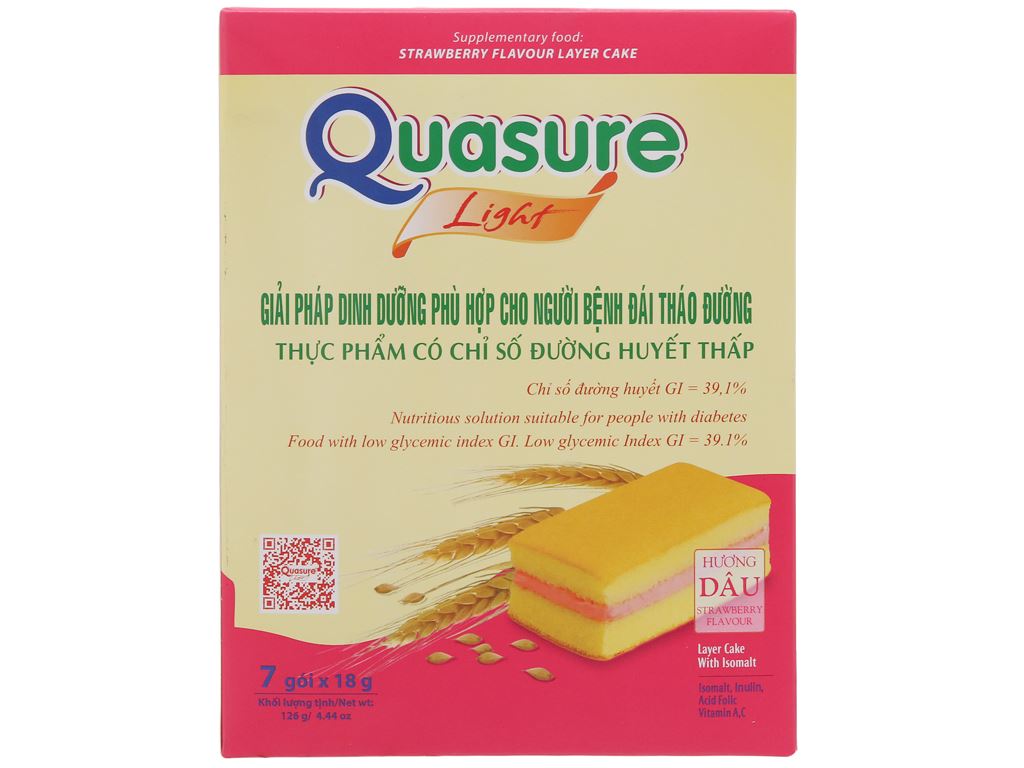 Supplementary food:
STRAWBERRY FLAVOUR LAYER CAKE
Quasure
Light
GIẢI PHÁP DINH DƯỠNG PHÙ HỢP CHO NGƯỜI BỆNH ĐÁI THÁO ĐƯỜNG
THỰC PHẨM CÓ CHỈ SỐ ĐƯỜNG HUYẾT THẤP
Chỉ số đường huyết GI = 39,1%
Nutritious solution suitable for people with diabetes
Food with low glycemic index GI. Low glycemic Index GI = 39.1%
Quasure
Light
HƯƠNG
DÂU
STRAWBERRY
FLAVOUR
Layer Cake
With Isomalt
Isomalt, Inulin,
Acid Folic
Vitamin A,C
7 gói x 18 g
Khối lượng tịnh/Net wt:
126 g/ 4.44 oz